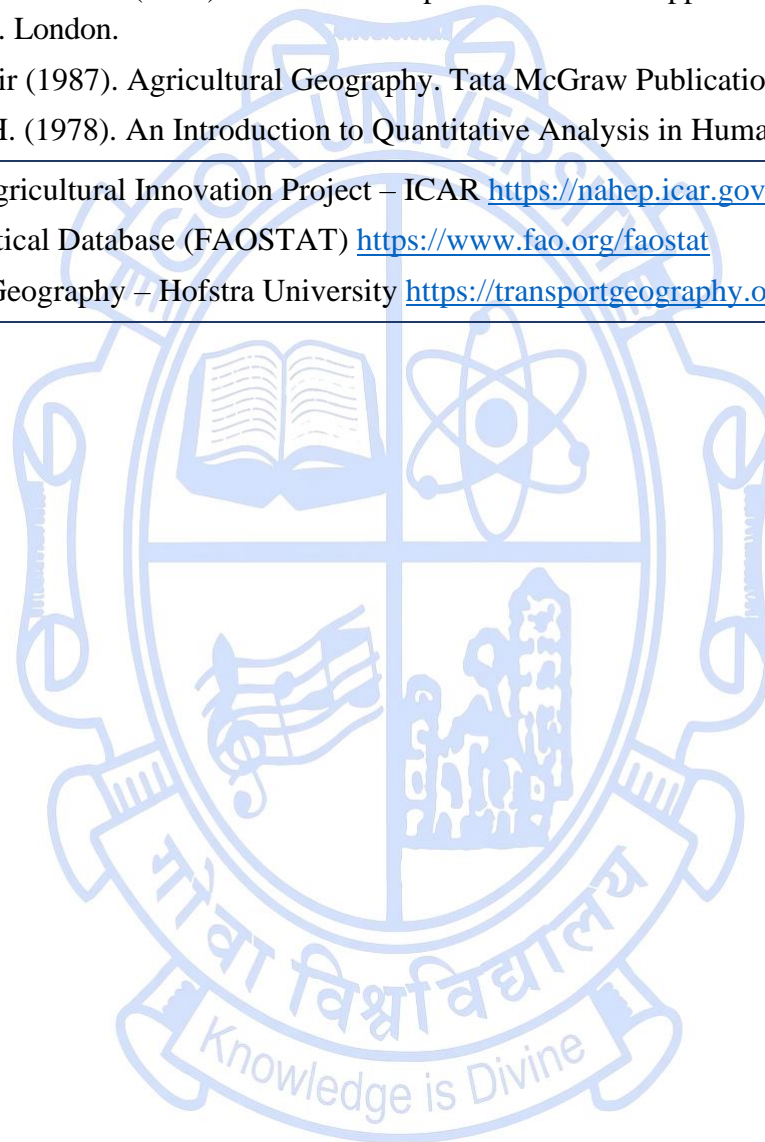 . London.
ir (1987). Agricultural Geography. Tata McGraw Publicatio
H. (1978). An Introduction to Quantitative Analysis in Huma
gricultural Innovation Project – ICAR https://nahep.icar.gov
tical Database (FAOSTAT) https://www.fao.org/faostat
Geography – Hofstra University https://transportgeography.o
GOA UNIVERSITY
गोंवा विश्वविद्यालय
Knowledge is Divine